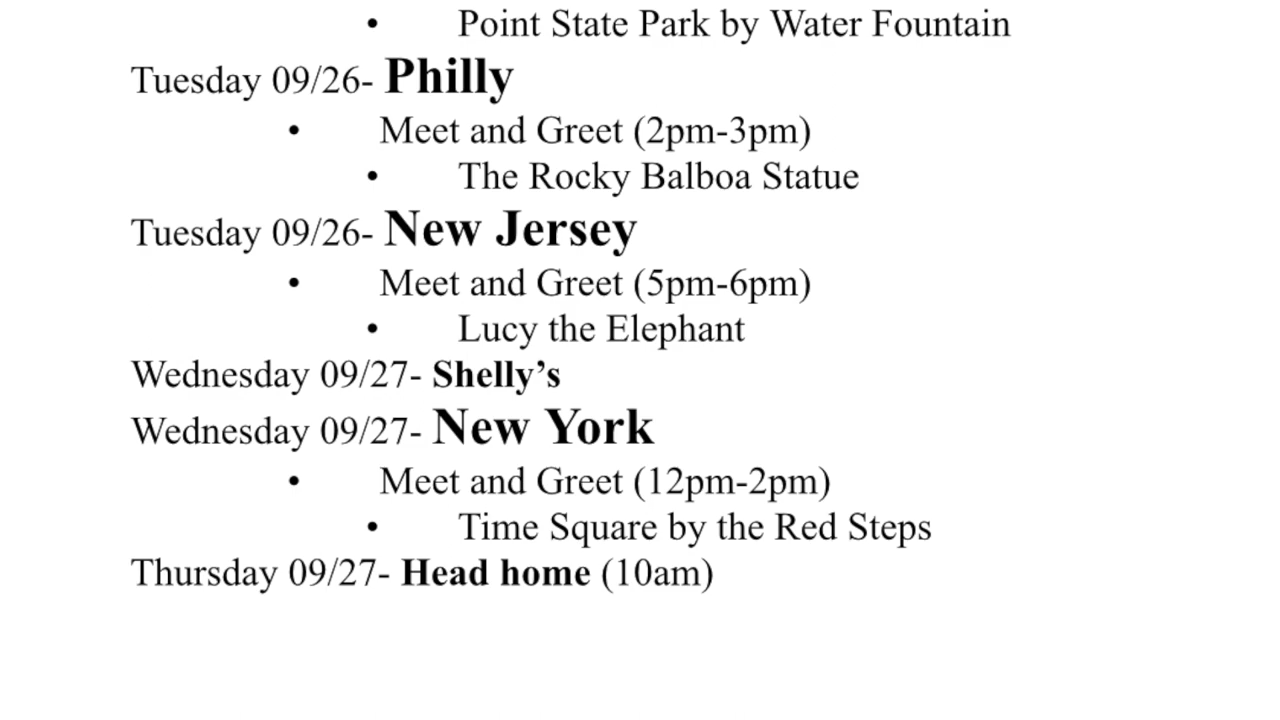 • Point State Park by Water Fountain
Tuesday 09/26- Philly
• Meet and Greet (2pm-3pm)
• The Rocky Balboa Statue
Tuesday 09/26- New Jersey
• Meet and Greet (5pm-6pm)
• Lucy the Elephant
Wednesday 09/27- Shelly’s
Wednesday 09/27- New York
• Meet and Greet (12pm-2pm)
• Time Square by the Red Steps
Thursday 09/27- Head home (10am)